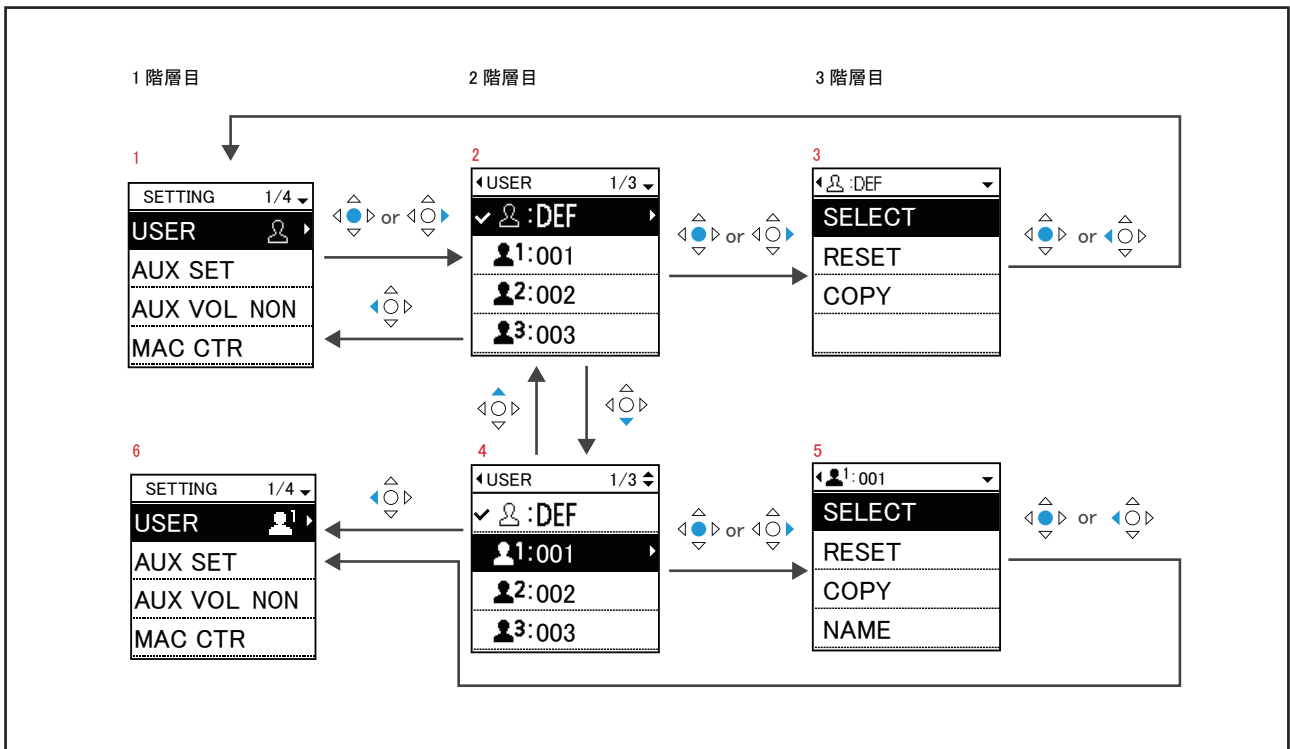 1 階層目
2 階層目
3 階層目
1
SETTING 1/4
USER
AUX SET
AUX VOL NON
MAC CTR
or
2
USER 1/3
:DEF
1:001
2:002
3:003
or
3
:DEF
SELECT
RESET
COPY
or
6
SETTING 1/4
USER 1
AUX SET
AUX VOL NON
MAC CTR
4
USER 1/3
:DEF
1:001
2:002
3:003
or
5
1:001
SELECT
RESET
COPY
NAME
or